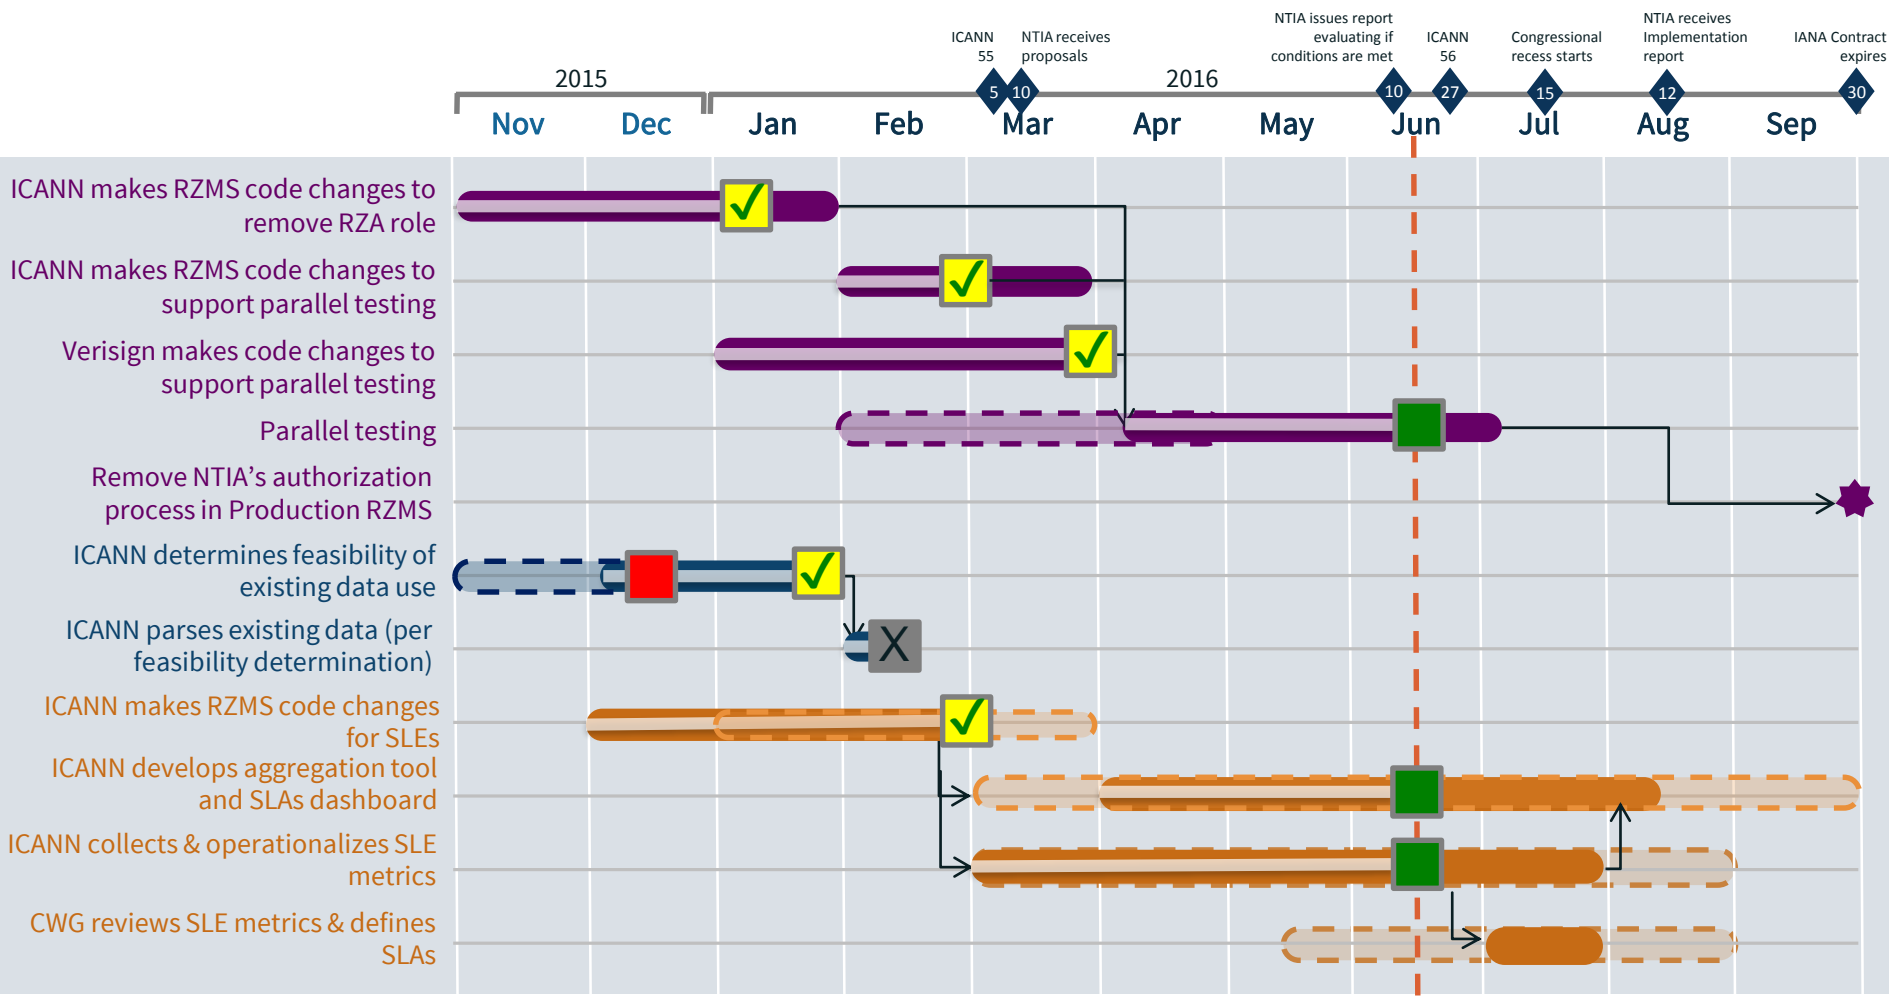 NTIA issues report
evaluating if
conditions are met
NTIA receives
Implementation
report
ICANN
55
NTIA receives
proposals
ICANN
56
Congressional
recess starts
IANA Contract
expires
2015
2016
5
10
10
27
15
12
30
Nov
Dec
Jan
Feb
Mar
Apr
May
Jun
Jul
Aug
Sep
ICANN makes RZMS code changes to
remove RZA role
ICANN makes RZMS code changes to
support parallel testing
Verisign makes code changes to
support parallel testing
Parallel testing
Remove NTIA’s authorization
process in Production RZMS
ICANN determines feasibility of
existing data use
ICANN parses existing data (per
feasibility determination)
X
ICANN makes RZMS code changes
for SLEs
ICANN develops aggregation tool
and SLAs dashboard
ICANN collects & operationalizes SLE
metrics
CWG reviews SLE metrics & defines
SLAs